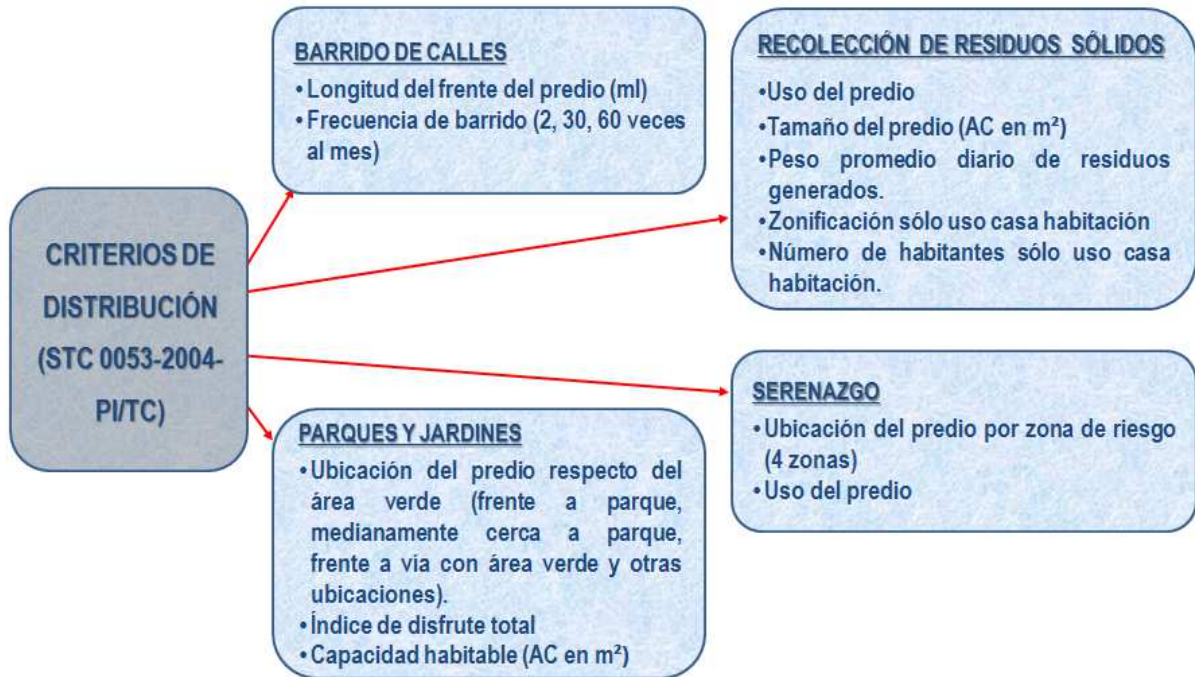 CRITERIOS DE
DISTRIBUCIÓN
(STC 0053-2004-
PI/TC)
BARRIDO DE CALLES
•Longitud del frente del predio (ml)
•Frecuencia de barrido (2, 30, 60 veces
al mes)
RECOLECCIÓN DE RESIDUOS SÓLIDOS
•Uso del predio
•Tamaño del predio (AC en m²)
•Peso promedio diario de residuos
generados.
•Zonificación sólo uso casa habitación
•Número de habitantes sólo uso casa
habitación.
PARQUES Y JARDINES
•Ubicación del predio respecto del
área verde (frente a parque,
medianamente cerca a parque,
frente a vía con área verde y otras
ubicaciones).
•Índice de disfrute total
•Capacidad habitable (AC en m²)
SERENAZGO
•Ubicación del predio por zona de riesgo
(4 zonas)
•Uso del predio